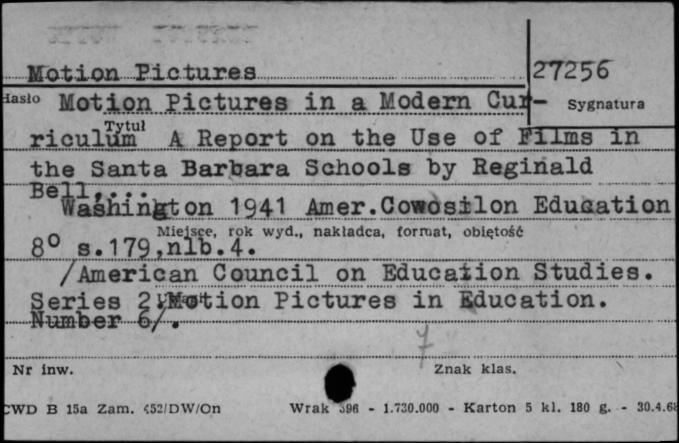 Motion Pictures 27256
Hasło Sygnatura
Motion Pictures in a Modern Cur-
Tytuł
riculum A Report on the Use of Films in
the Santa Barbara Schools by Reginald
Bell,...
Washington 1941 Amer.Cowosilon Education
Miejsce, rok wyd., nakładca, format, objętość
8° s.179,nlb.4.
/American Council on Education Studies.
Series 2 Motion Pictures in Education.
Number 6/.
7
Nr inw. Znak klas.
CWD B 15a Zam. 452/DW/On Wrak 396 - 1.730.000 - Karton 5 kl. 180 g. - 30.4.68